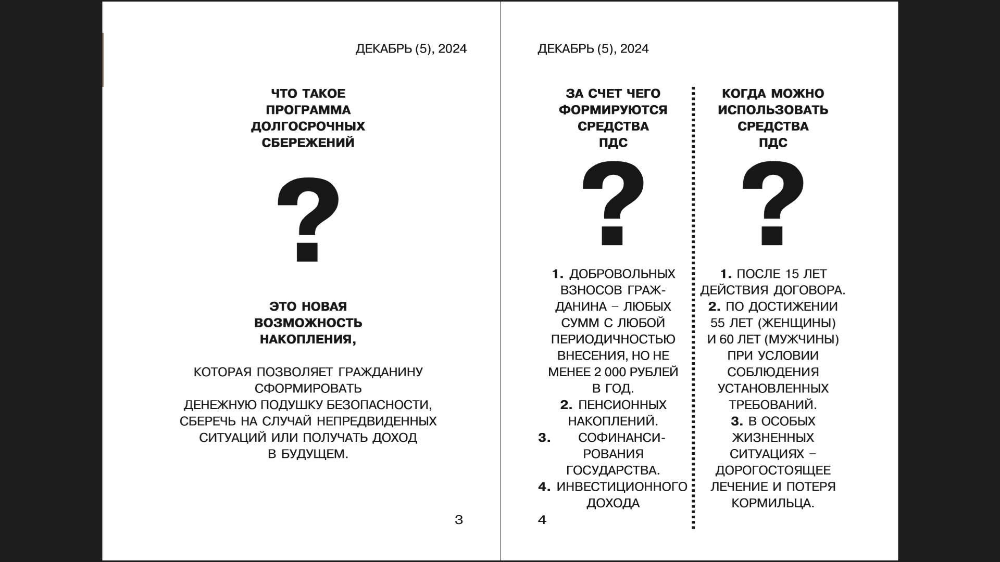 ДЕКАБРЬ (5), 2024
ЧТО ТАКОЕ
ПРОГРАММА
ДОЛГОСРОЧНЫХ
СБЕРЕЖЕНИЙ
?
ЭТО НОВАЯ
ВОЗМОЖНОСТЬ
НАКОПЛЕНИЯ,
КОТОРАЯ ПОЗВОЛЯЕТ ГРАЖДАНИНУ
СФОРМИРОВАТЬ
ДЕНЕЖНУЮ ПОДУШКУ БЕЗОПАСНОСТИ,
СБЕРЕЧЬ НА СЛУЧАЙ НЕПРЕДВИДЕННЫХ
СИТУАЦИЙ ИЛИ ПОЛУЧАТЬ ДОХОД
В БУДУЩЕМ.
3
ДЕКАБРЬ (5), 2024
ЗА СЧЕТ ЧЕГО
ФОРМИРУЮТСЯ
СРЕДСТВА
ПДС
?
1. ДОБРОВОЛЬНЫХ
ВЗНОСОВ ГРАЖ-
ДАНИНА – ЛЮБЫХ
СУММ С ЛЮБОЙ
ПЕРИОДИЧНОСТЬЮ
ВНЕСЕНИЯ, НО НЕ
МЕНЕЕ 2 000 РУБЛЕЙ
В ГОД.
2. ПЕНСИОННЫХ
НАКОПЛЕНИЙ.
3. СОФИНАНСИ-
РОВАНИЯ
ГОСУДАРСТВА.
4. ИНВЕСТИЦИОННОГО
ДОХОДА
КОГДА МОЖНО
ИСПОЛЬЗОВАТЬ
СРЕДСТВА
ПДС
?
1. ПОСЛЕ 15 ЛЕТ
ДЕЙСТВИЯ ДОГОВОРА.
2. ПО ДОСТИЖЕНИИ
55 ЛЕТ (ЖЕНЩИНЫ)
И 60 ЛЕТ (МУЖЧИНЫ)
ПРИ УСЛОВИИ
СОБЛЮДЕНИЯ
УСТАНОВЛЕННЫХ
ТРЕБОВАНИЙ.
3. В ОСОБЫХ
ЖИЗНЕННЫХ
СИТУАЦИЯХ –
ДОРОГОСТОЯЩЕЕ
ЛЕЧЕНИЕ И ПОТЕРЯ
КОРМИЛЬЦА.
4